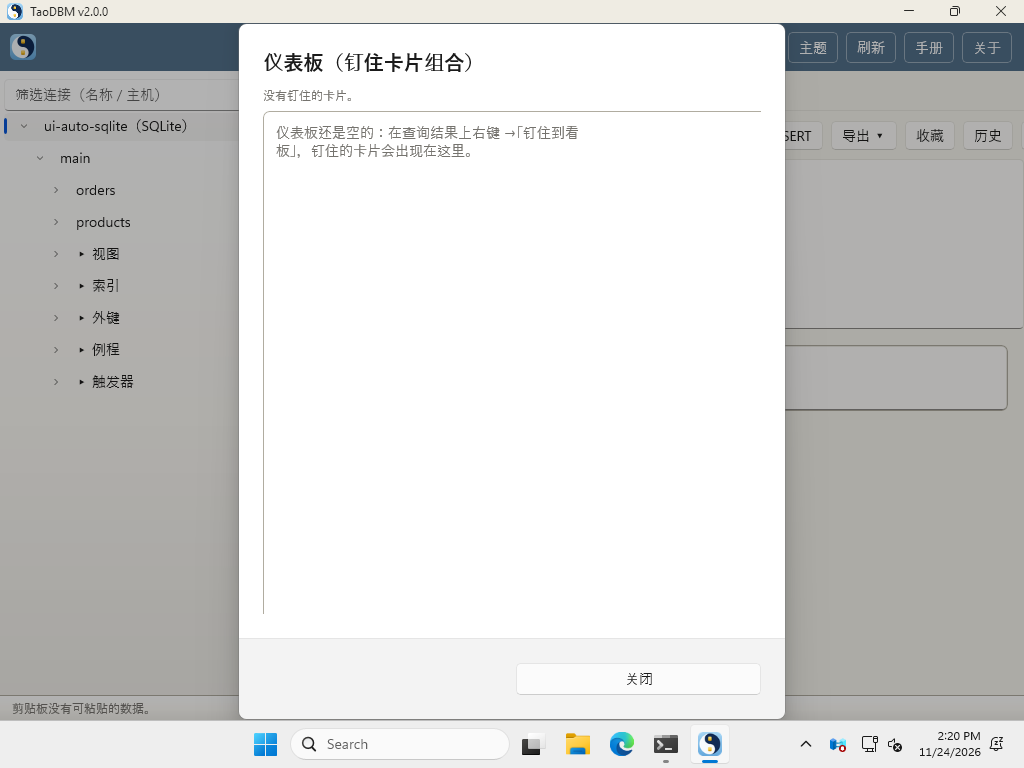 TaoDBM v2.0.0
主题
刷新
手册
关于
筛选连接（名称 / 主机）
ui-auto-sqlite（SQLite）
main
orders
products
视图
索引
外键
例程
触发器
SERT
导出
收藏
历史
仪表板（钉住卡片组合）
没有钉住的卡片。
仪表板还是空的：在查询结果上右键 →「钉住到看
板」，钉住的卡片会出现在这里。
关闭
剪贴板没有可粘贴的数据。
Search
2:20 PM
11/24/2026